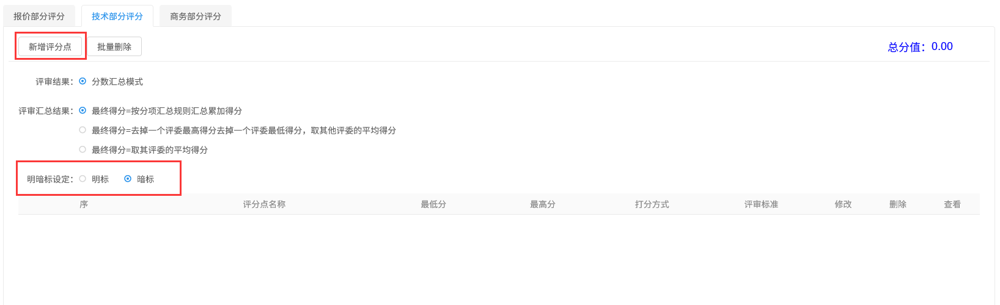 报价部分评分 技术部分评分 商务部分评分
新增评分点 批量删除 总分值：0.00
评审结果： 分数汇总模式
评审汇总结果： 最终得分=按分项汇总规则汇总累加得分
最终得分=去掉一个评委最高得分去掉一个评委最低得分，取其他评委的平均得分
最终得分=取其评委的平均得分
明暗标设定： 明标 暗标
序 评分点名称 最低分 最高分 打分方式 评审标准 修改 删除 查看